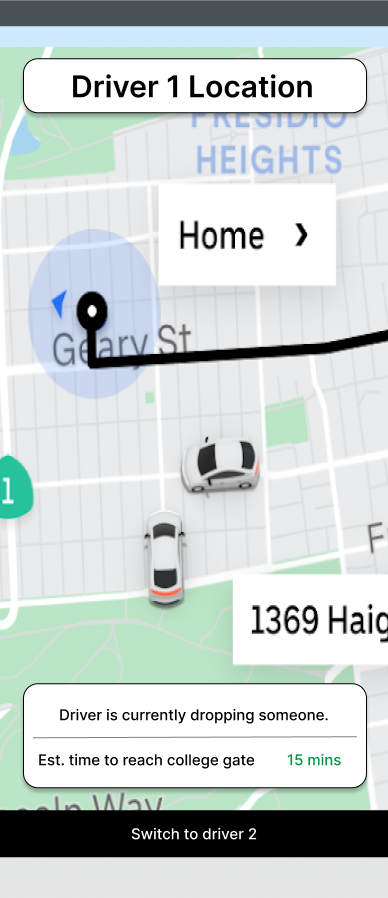 Driver 1 Location
PRESIDIO
HEIGHTS
Home ›
Geary St
1
1369 Haig
Driver is currently dropping someone.
Est. time to reach college gate 15 mins
Way
Switch to driver 2